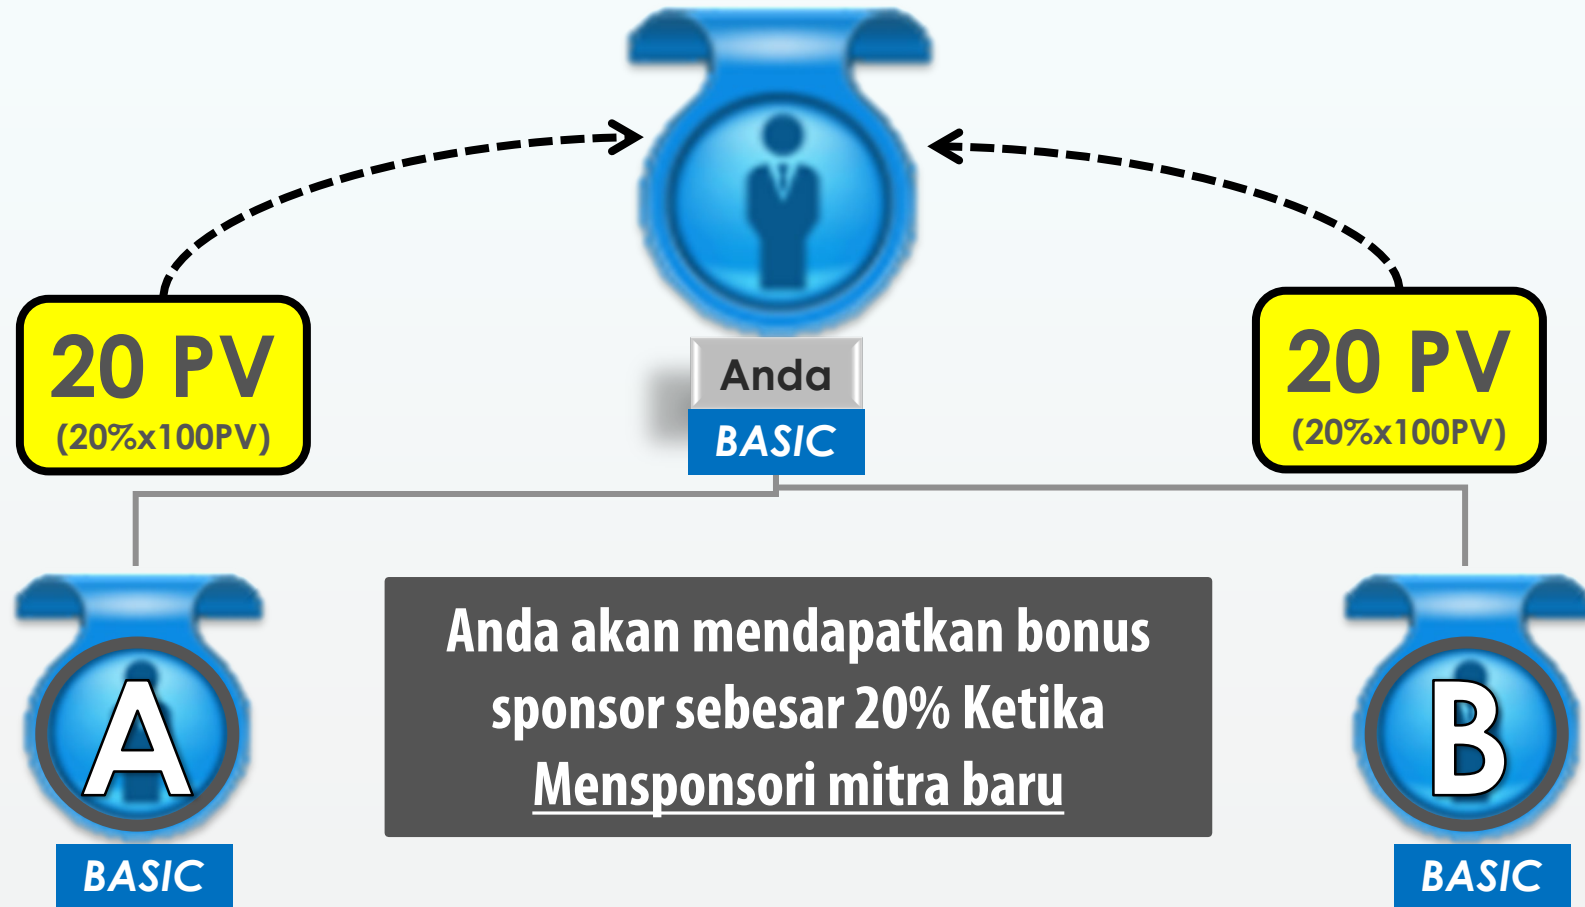 20 PV
(20%x100PV)
Anda
BASIC
20 PV
(20%x100PV)
A
Anda akan mendapatkan bonus
sponsor sebesar 20% Ketika
Mensponsori mitra baru
B
BASIC
BASIC